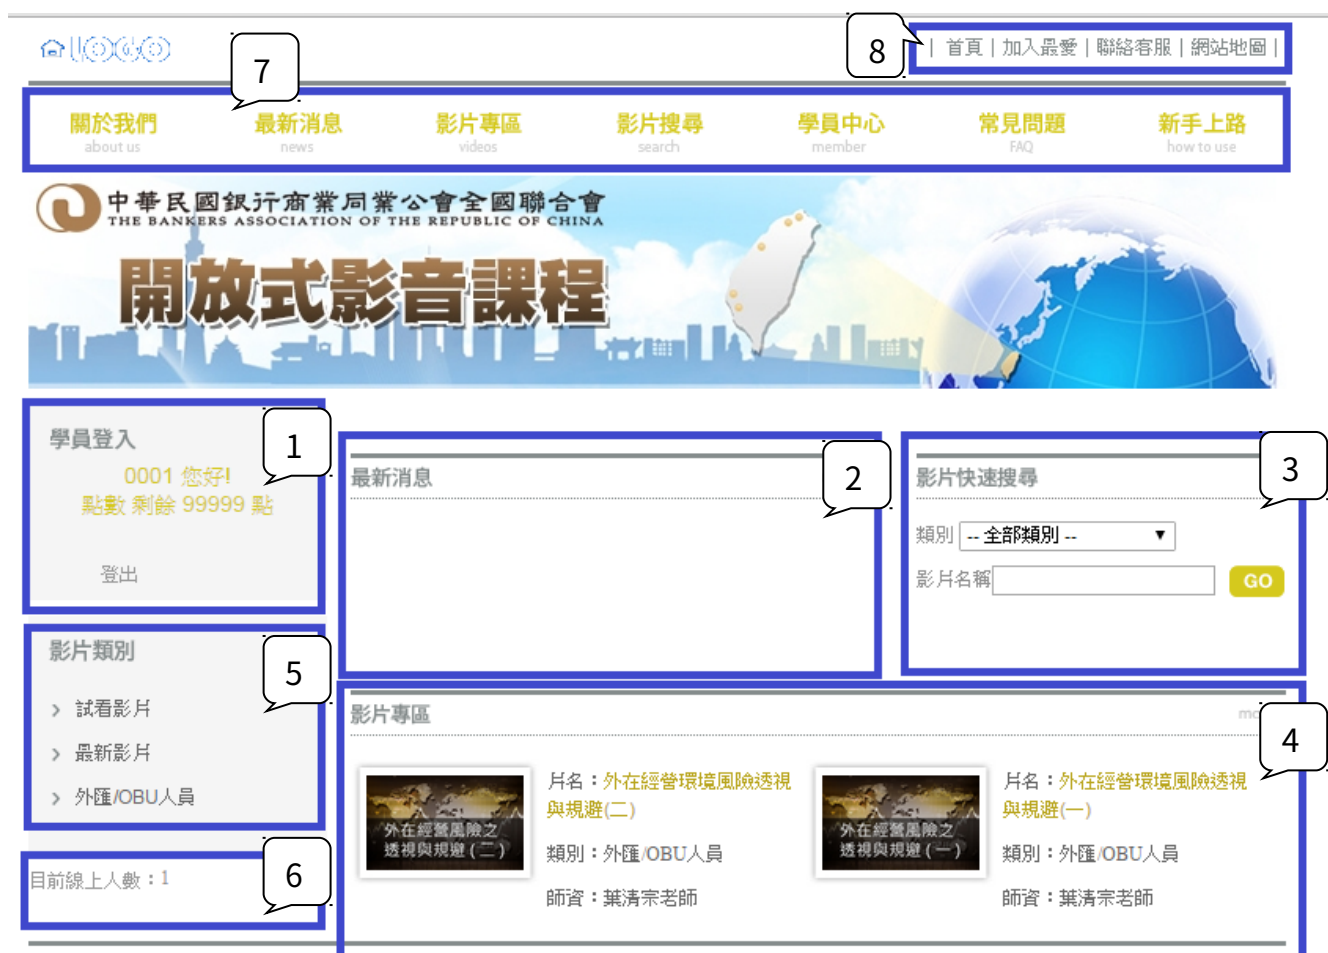 LOGO
7
8
| 首頁 | 加入最愛 | 聯絡客服 | 網站地圖 |
關於我們 最新消息 影片專區 影片搜尋 學員中心 常見問題 新手上路
about us news videos search member FAQ how to use
中華民國銀行商業同業公會全國聯合會
THE BANKERS ASSOCIATION OF THE REPUBLIC OF CHINA
開放式影音課程
學員登入
1
0001 您好!
點數 剩餘 99999 點
登出
最新消息
2
影片快速搜尋
3
類別 -- 全部類別 --
影片名稱 GO
影片類別
5
試看影片
最新影片
外匯/OBU人員
目前線上人數：1
6
影片專區
4
外在經營風險之
透視與規避(二)
片名：外在經營環境風險透視
與規避(二)
類別：外匯/OBU人員
師資：葉清宗老師
外在經營風險之
透視與規避(一)
片名：外在經營環境風險透視
與規避(一)
類別：外匯/OBU人員
師資：葉清宗老師